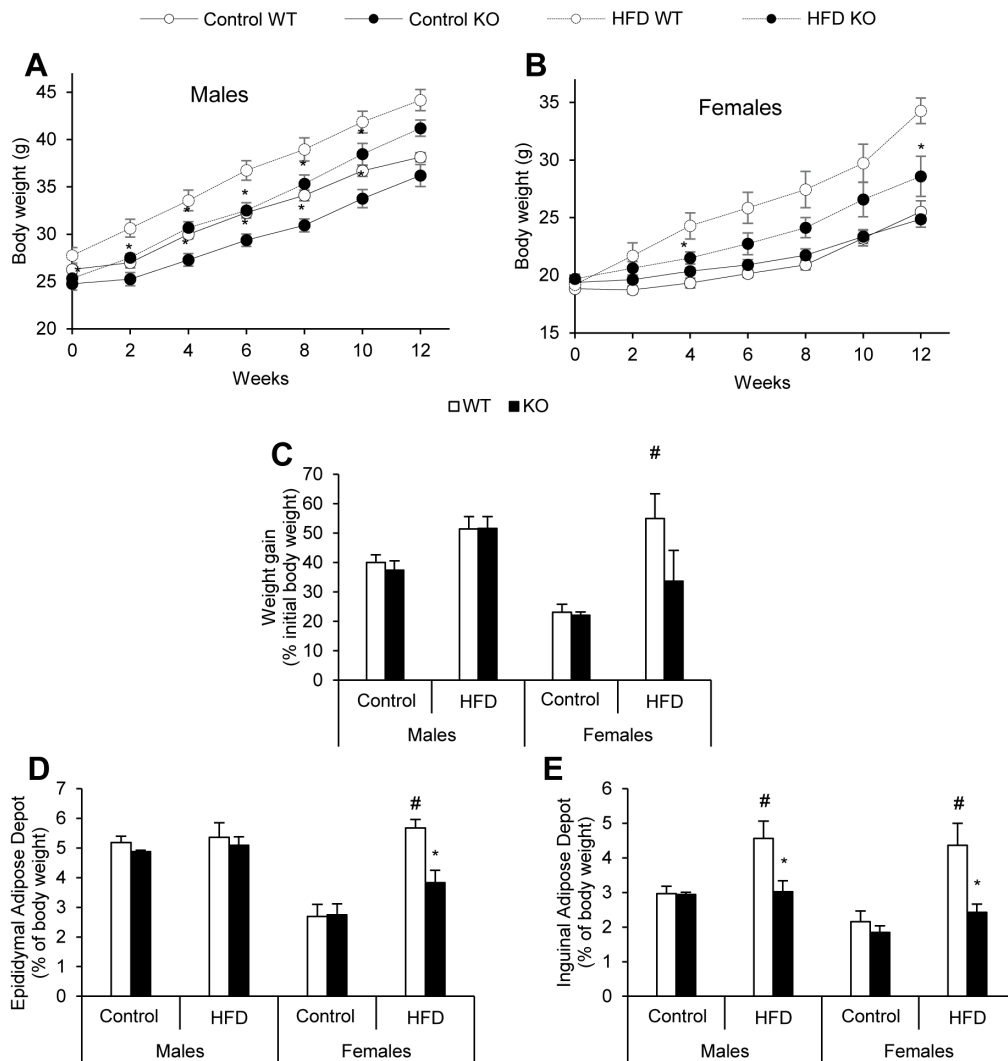 Control WT Control KO HFD WT HFD KO
A
B
Males
Females
Body weight (g)
45
40
35
30
25
20
0 2 4 6 8 10 12
Weeks
* * * * * * * * * *
Body weight (g)
35
30
25
20
15
0 2 4 6 8 10 12
Weeks
* *
WT KO
C
Weight gain
(% initial body weight)
70
60
50
40
30
20
10
0
#
Control HFD Control HFD
Males Females
D
Epididymal Adipose Depot
(% of body weight)
7
6
5
4
3
2
1
0
#
*
Control HFD Control HFD
Males Females
E
Inguinal Adipose Depot
(% of body weight)
6
5
4
3
2
1
0
# #
* *
Control HFD Control HFD
Males Females